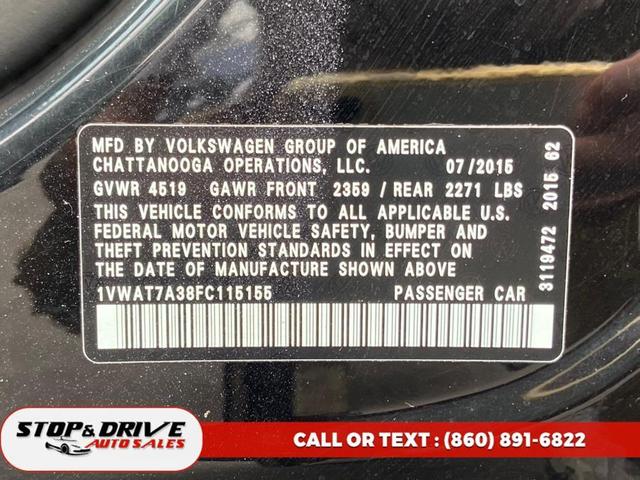 MFD BY VOLKSWAGEN GROUP OF AMERICA
CHATTANOOGA OPERATIONS, LLC. 07/2015
GVWR 4519 GAWR FRONT 2359 / REAR 2271 LBS
THIS VEHICLE CONFORMS TO ALL APPLICABLE U.S.
FEDERAL MOTOR VEHICLE SAFETY, BUMPER AND
THEFT PREVENTION STANDARDS IN EFFECT ON
THE DATE OF MANUFACTURE SHOWN ABOVE
1VWAT7A38FC115155 PASSENGER CAR
3119472 2015 62
STOP & DRIVE
AUTO SALES
CALL OR TEXT : (860) 891-6822